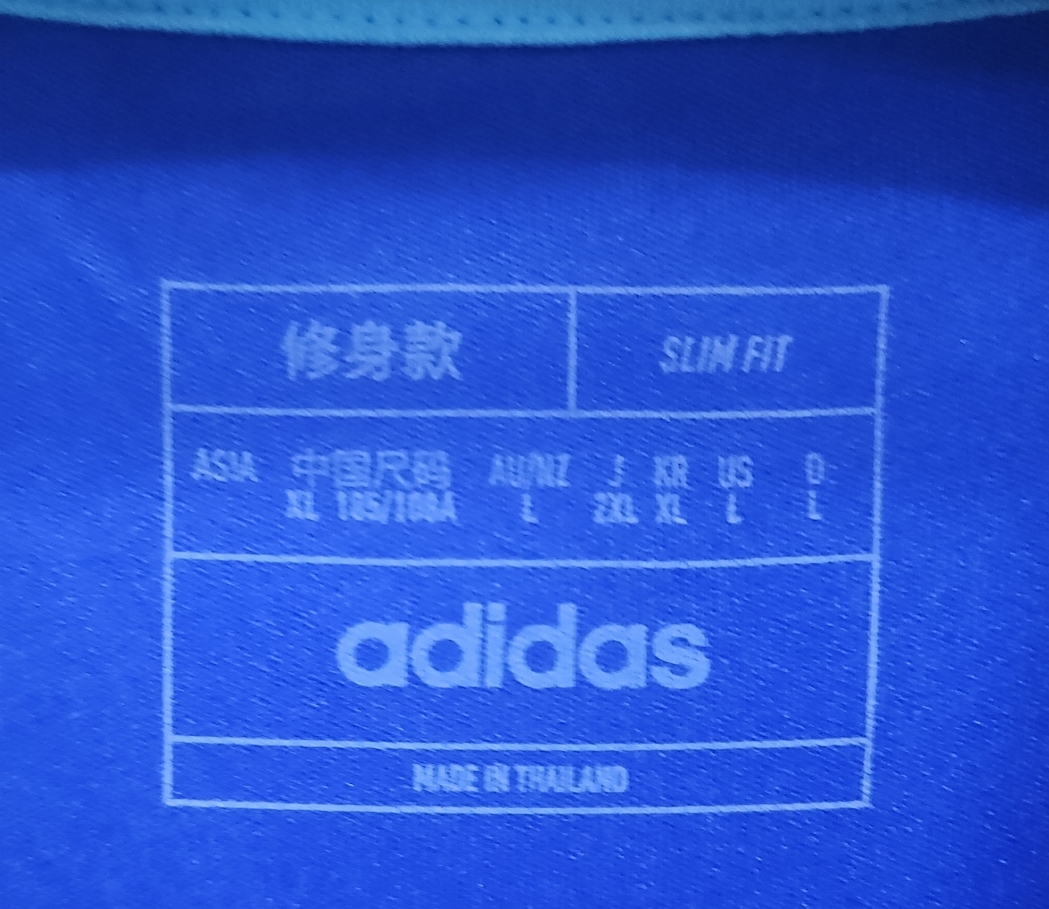 修身款 SLIM FIT
ASIA 中国尺码 AU/NZ J KR US D
XL 185/108A L 2XL XL L L
adidas
MADE IN THAILAND